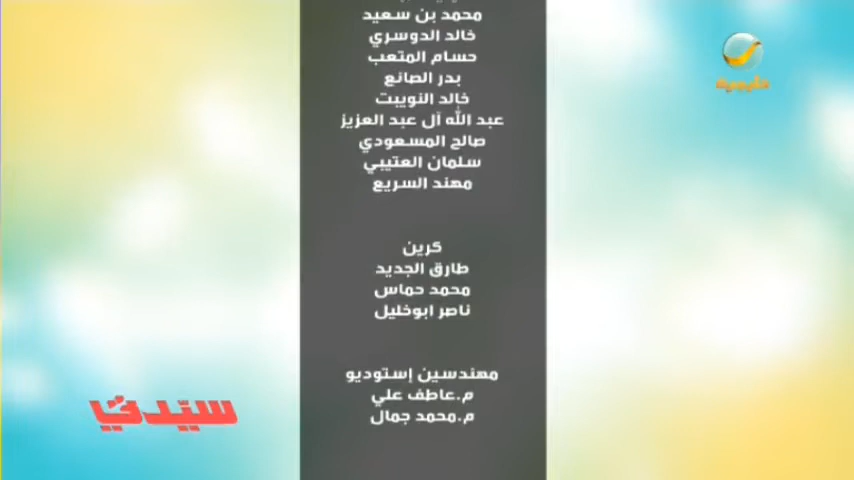 محمد بن سعيد
خالد الدوسري
حسام المتعب
بدر الصانع
خالد النويبت
عبد الله آل عبد العزيز
صالح المسعودي
سلمان العتيبي
مهند السريع
كرين
طارق الجديد
محمد حماس
ناصر ابوخليل
مهندسين إستوديو
م.عاطف علي
م.محمد جمال
سيدتي